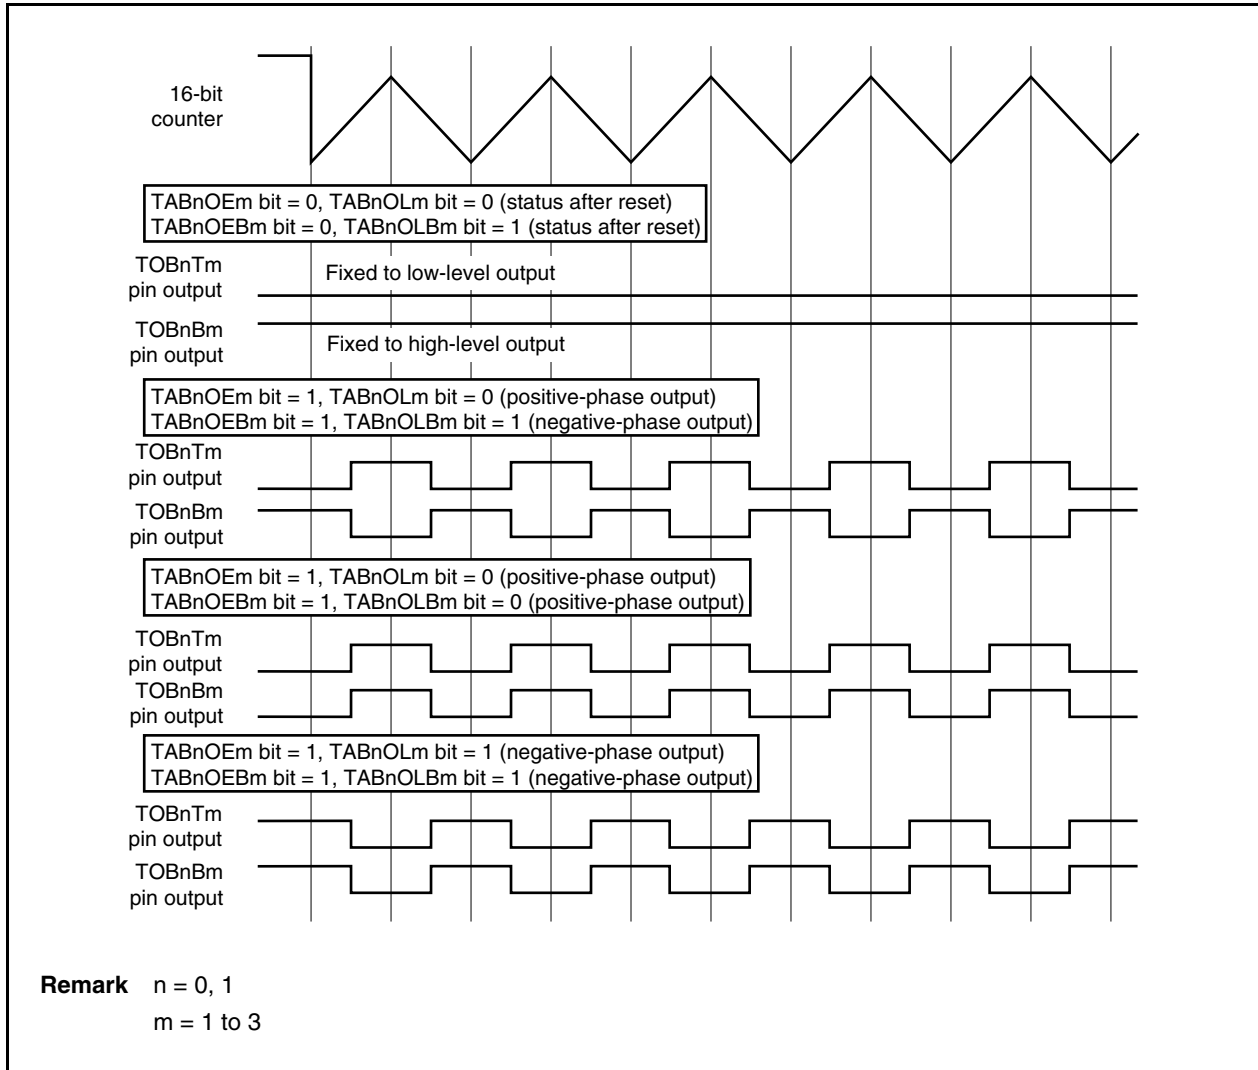 16-bit
counter
TABnOEm bit = 0, TABnOLm bit = 0 (status after reset)
TABnOEBm bit = 0, TABnOLBm bit = 1 (status after reset)
TOBnTm
pin output
Fixed to low-level output
TOBnBm
pin output
Fixed to high-level output
TABnOEm bit = 1, TABnOLm bit = 0 (positive-phase output)
TABnOEBm bit = 1, TABnOLBm bit = 1 (negative-phase output)
TOBnTm
pin output
TOBnBm
pin output
TABnOEm bit = 1, TABnOLm bit = 0 (positive-phase output)
TABnOEBm bit = 1, TABnOLBm bit = 0 (positive-phase output)
TOBnTm
pin output
TOBnBm
pin output
TABnOEm bit = 1, TABnOLm bit = 1 (negative-phase output)
TABnOEBm bit = 1, TABnOLBm bit = 1 (negative-phase output)
TOBnTm
pin output
TOBnBm
pin output
Remark n = 0, 1
m = 1 to 3